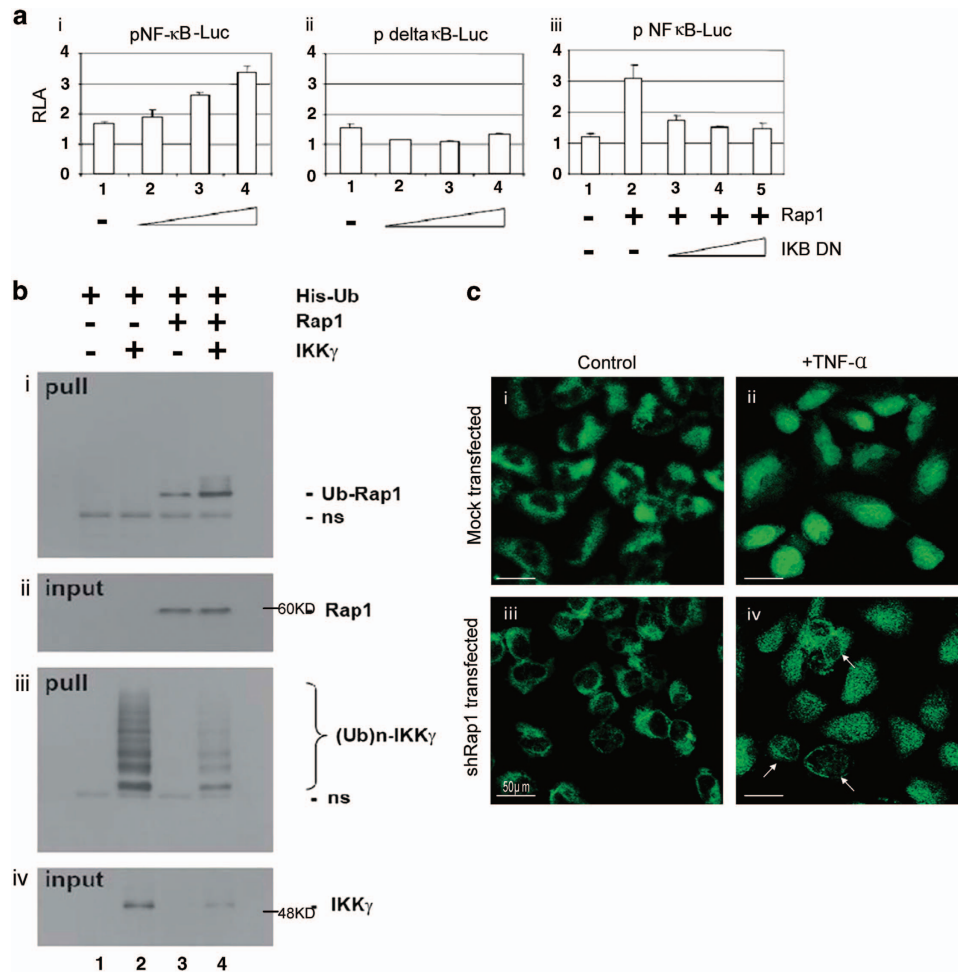 a
i
pNF-κB-Luc
ii
p delta κB-Luc
iii
p NFκB-Luc
RLA
4
3
2
1
0
1 2 3 4
-
4
3
2
1
0
1 2 3 4
-
4
3
2
1
0
1 2 3 4 5
- + + + + Rap1
- - IKB DN
b
+ + + + His-Ub
- - + + Rap1
- + - + IKKγ
i
pull
- Ub-Rap1
- ns
ii
input
60KD
Rap1
iii
pull
(Ub)n-IKKγ
- ns
iv
input
48KD
- IKKγ
1 2 3 4
c
Control
+TNF-α
Mock transfected
i
ii
shRap1 transfected
iii
50μm
iv